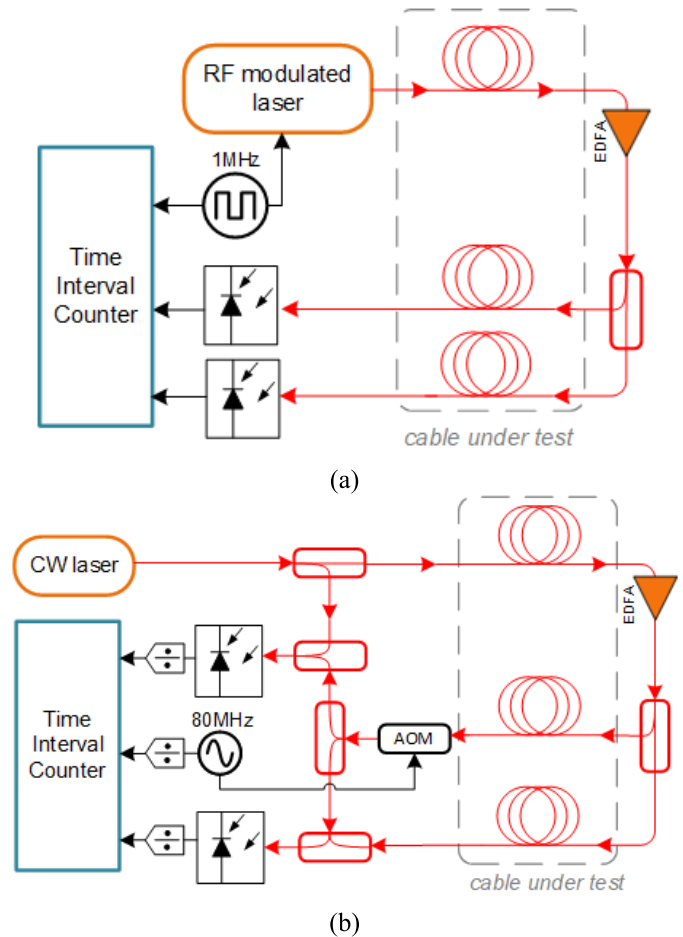 RF modulated
laser
EDFA
1MHz
Time
Interval
Counter
cable under test
(a)
CW laser
EDFA
÷
80MHz
Time
Interval
Counter
÷
AOM
÷
cable under test
(b)